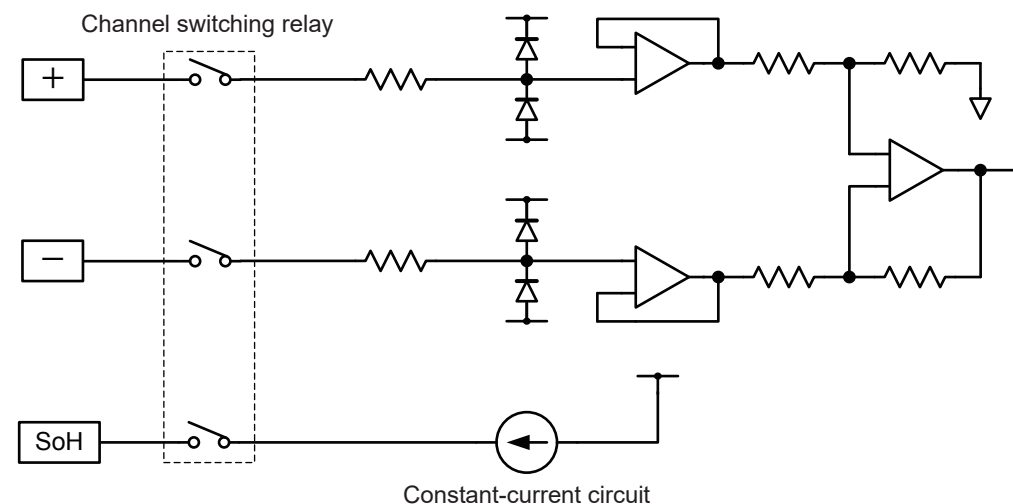 Channel switching relay
+
−
SoH
Constant-current circuit